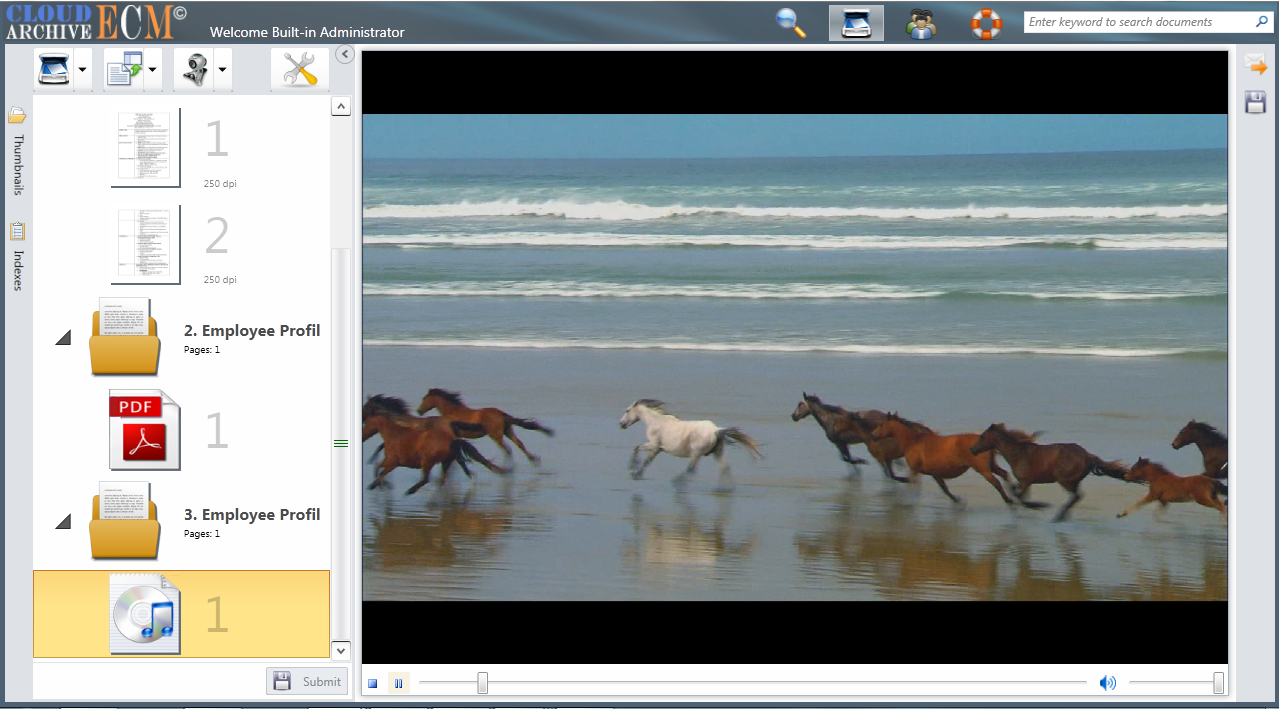 CLOUD
ARCHIVE ECM©
Welcome Built-in Administrator
Enter keyword to search documents
Thumbnails
Indexes
1
250 dpi
2
250 dpi
2. Employee Profil
Pages: 1
PDF
1
3. Employee Profil
Pages: 1
1
Submit